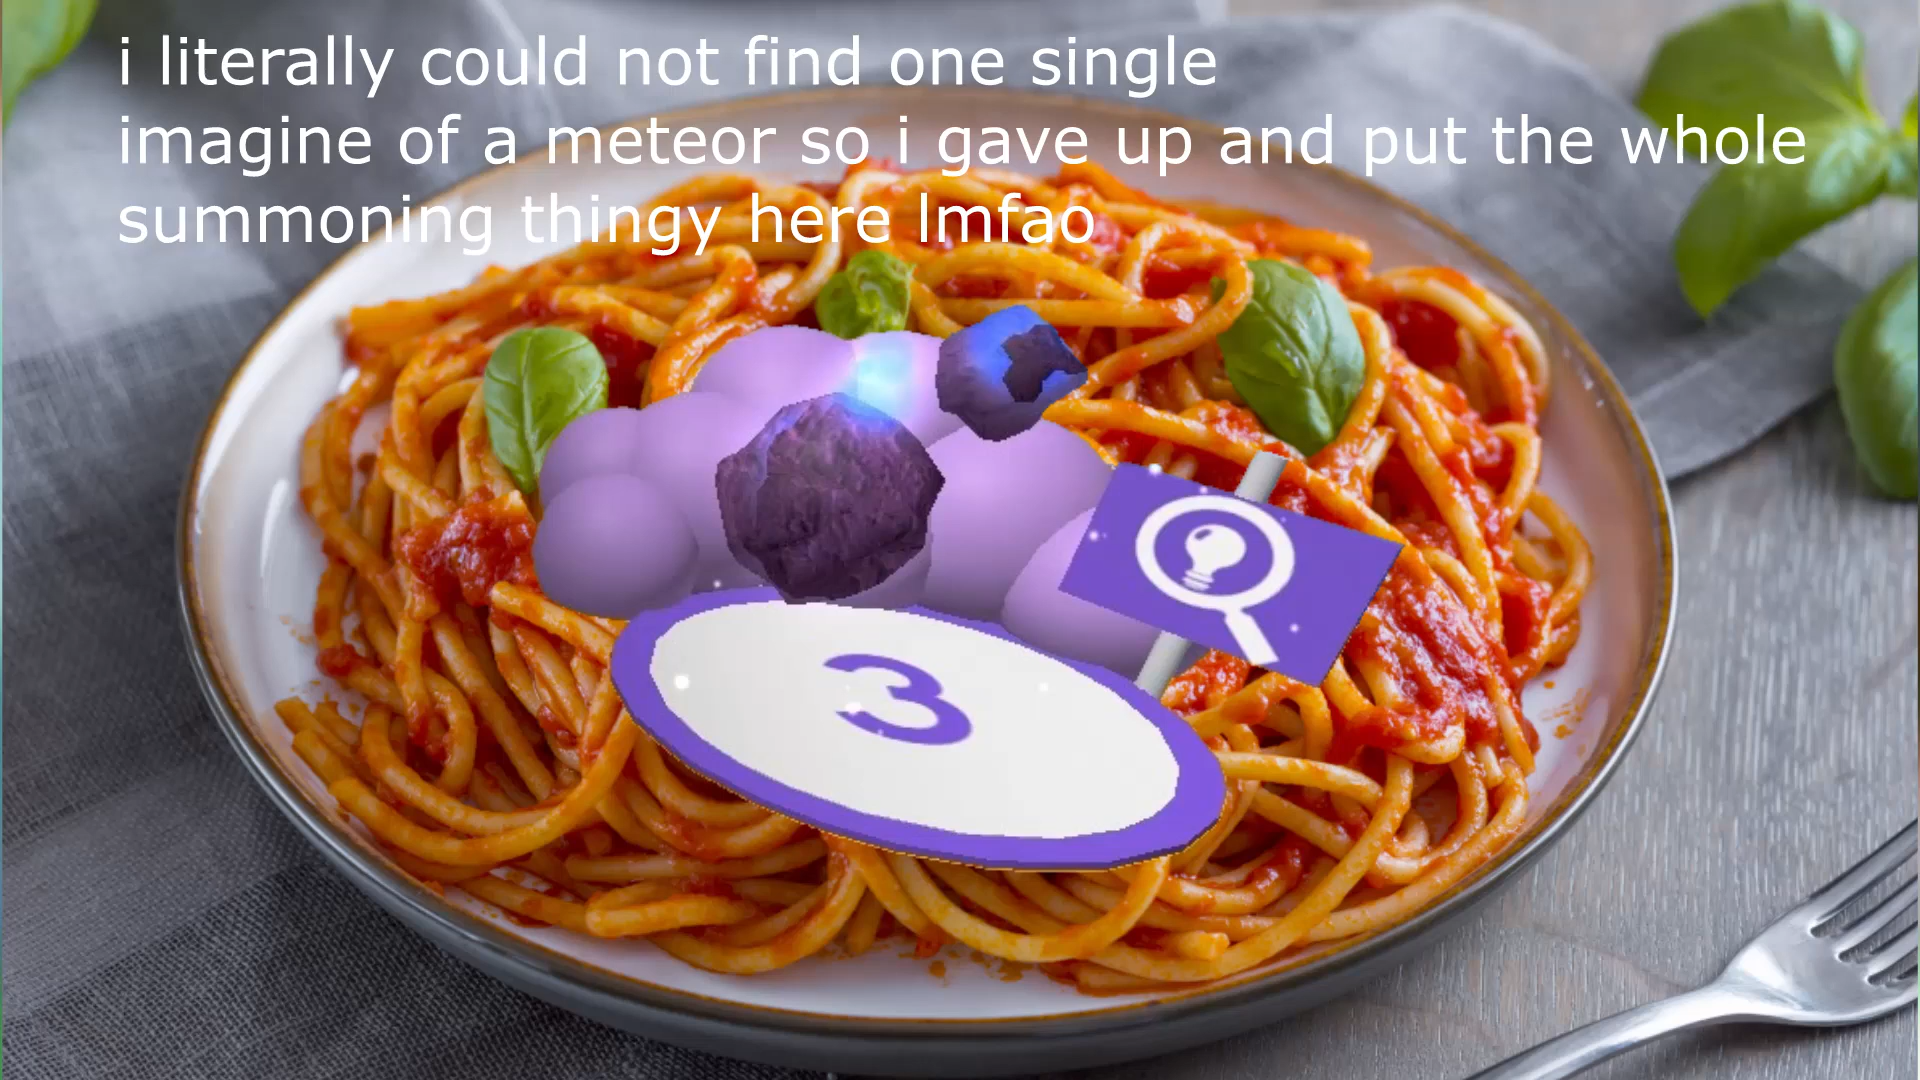 i literally could not find one single
imagine of a meteor so i gave up and put the whole
summoning thingy here lmfao
3